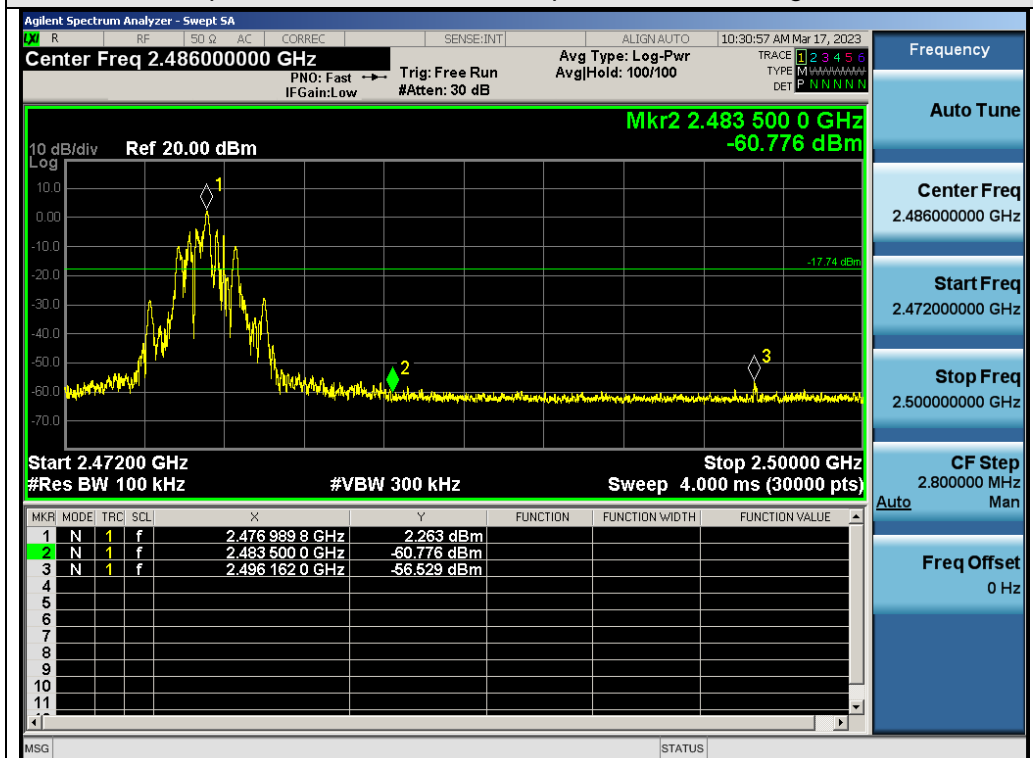 Agilent Spectrum Analyzer - Swept SA
LXI R RF 50 Ω AC CORREC SENSE:INT ALIGN AUTO 10:30:57 AM Mar 17, 2023
Center Freq 2.486000000 GHz
PNO: Fast
IFGain:Low
Trig: Free Run
#Atten: 30 dB
Avg Type: Log-Pwr
Avg|Hold: 100/100
TRACE 1 2 3 4 5 6
TYPE M
DET P N N N N N
Mkr2 2.483 500 0 GHz
-60.776 dBm
10 dB/div Ref 20.00 dBm
Log
10.0
0.00
-10.0
-20.0
-30.0
-40.0
-50.0
-60.0
-70.0
1
-17.74 dBm
2
3
Start 2.47200 GHz Stop 2.50000 GHz
#Res BW 100 kHz #VBW 300 kHz Sweep 4.000 ms (30000 pts)
MKR MODE TRC SCL X Y FUNCTION FUNCTION WIDTH FUNCTION VALUE
1 N 1 f 2.476 989 8 GHz 2.263 dBm
2 N 1 f 2.483 500 0 GHz -60.776 dBm
3 N 1 f 2.496 162 0 GHz -56.529 dBm
4
5
6
7
8
9
10
11
MSG STATUS
Frequency
Auto Tune
Center Freq
2.486000000 GHz
Start Freq
2.472000000 GHz
Stop Freq
2.500000000 GHz
CF Step
2.800000 MHz
Auto Man
Freq Offset
0 Hz